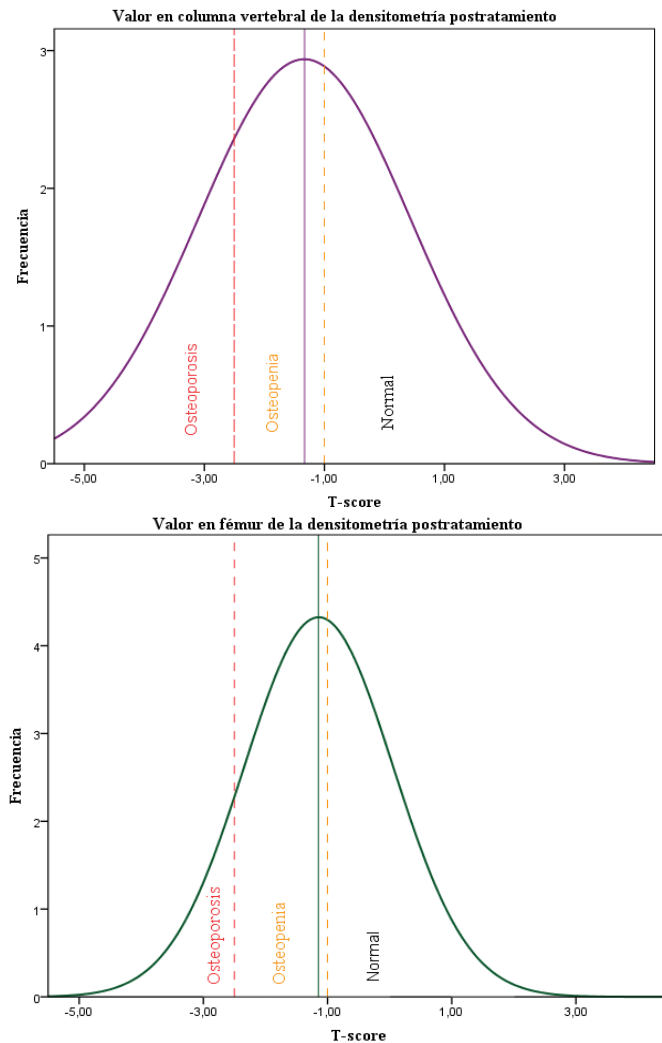 Valor en columna vertebral de la densitometría postratamiento
3
2
1
0
Frecuencia
Osteoporosis
Osteopenia
Normal
-5,00 -3,00 -1,00 1,00 3,00
T-score
Valor en fémur de la densitometría postratamiento
5
4
3
2
1
0
Frecuencia
Osteoporosis
Osteopenia
Normal
-5,00 -3,00 -1,00 1,00 3,00
T-score